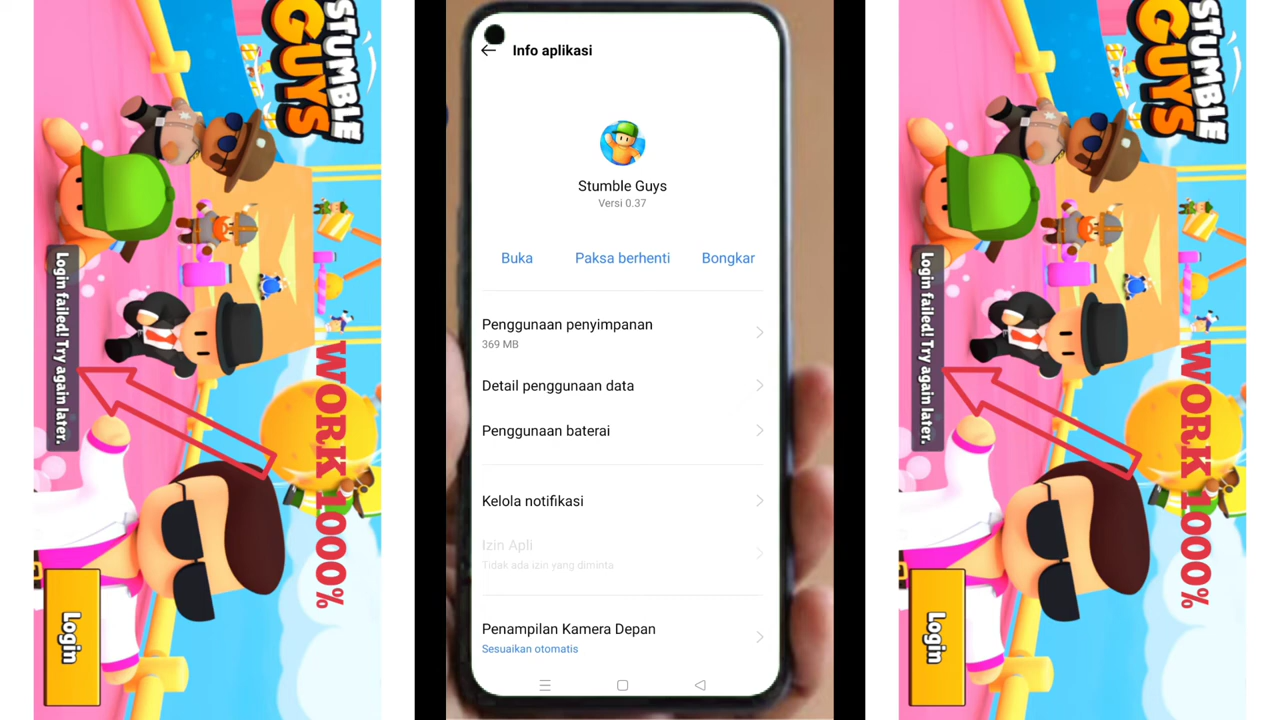 STUMBLE
GUYS
Login failed! Try again later.
WORK 1000%
Login
Info aplikasi
Stumble Guys
Versi 0.37
Buka
Paksa berhenti
Bongkar
Penggunaan penyimpanan
369 MB
Detail penggunaan data
Penggunaan baterai
Kelola notifikasi
Izin Apli
Tidak ada izin yang diminta
Penampilan Kamera Depan
Sesuaikan otomatis
STUMBLE
GUYS
Login failed! Try again later.
WORK 1000%
Login